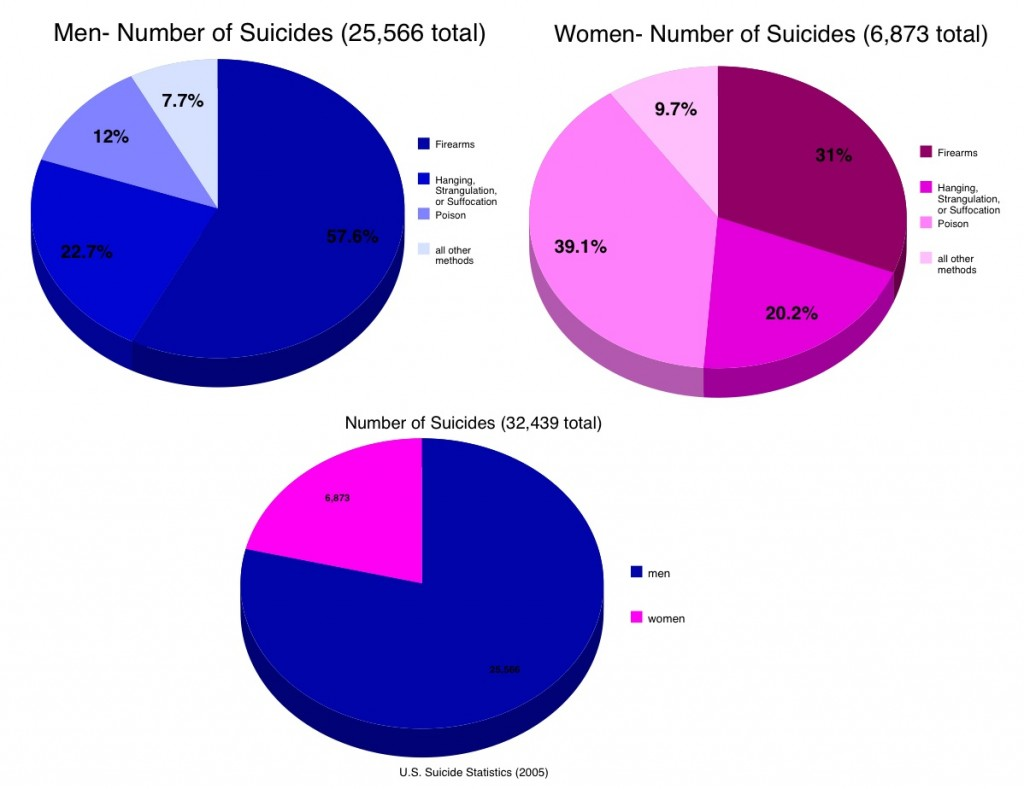 Men- Number of Suicides (25,566 total)
7.7%
12%
57.6%
22.7%
Firearms
Hanging,
Strangulation,
or Suffocation
Poison
all other
methods
Women- Number of Suicides (6,873 total)
9.7%
31%
39.1%
20.2%
Firearms
Hanging,
Strangulation,
or Suffocation
Poison
all other
methods
Number of Suicides (32,439 total)
6,873
men
women
U.S. Suicide Statistics (2005)